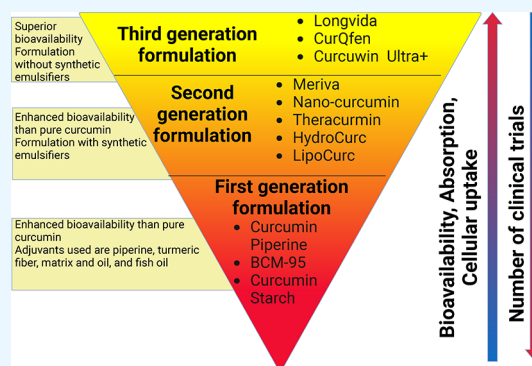 Superior
bioavailability
Formulation
without synthetic
emulsifiers
Third generation
formulation
• Longvida
• CurQfen
• Curcuwin Ultra+
Enhanced bioavailability
than pure curcumin
Formulation with synthetic
emulsifiers
Second
generation
formulation
• Meriva
• Nano-curcumin
• Theracurmin
• HydroCurc
• LipoCurc
Enhanced bioavailability than pure
curcumin
Adjuvants used are piperine, turmeric
fiber, matrix and oil, and fish oil
First generation
formulation
• Curcumin
Piperine
• BCM-95
• Curcumin
Starch
Bioavailability, Absorption,
Cellular uptake
Number of clinical trials